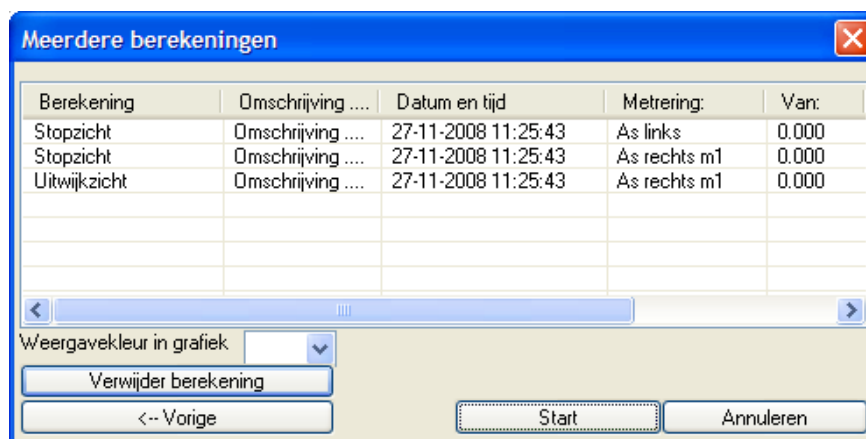 Meerdere berekeningen
Berekening Omschrijving .... Datum en tijd Metrering: Van:
Stopzicht Omschrijving .... 27-11-2008 11:25:43 As links 0.000
Stopzicht Omschrijving .... 27-11-2008 11:25:43 As rechts m1 0.000
Uitwijkzicht Omschrijving .... 27-11-2008 11:25:43 As rechts m1 0.000
Weergavekleur in grafiek
Verwijder berekening
<-- Vorige Start Annuleren